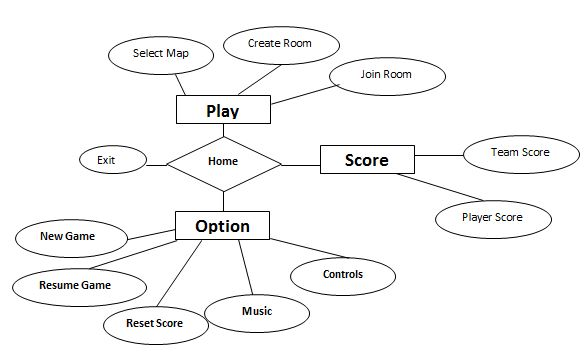 Create Room
Select Map
Join Room
Play
Team Score
Exit
Home
Score
Player Score
Option
New Game
Controls
Resume Game
Music
Reset Score